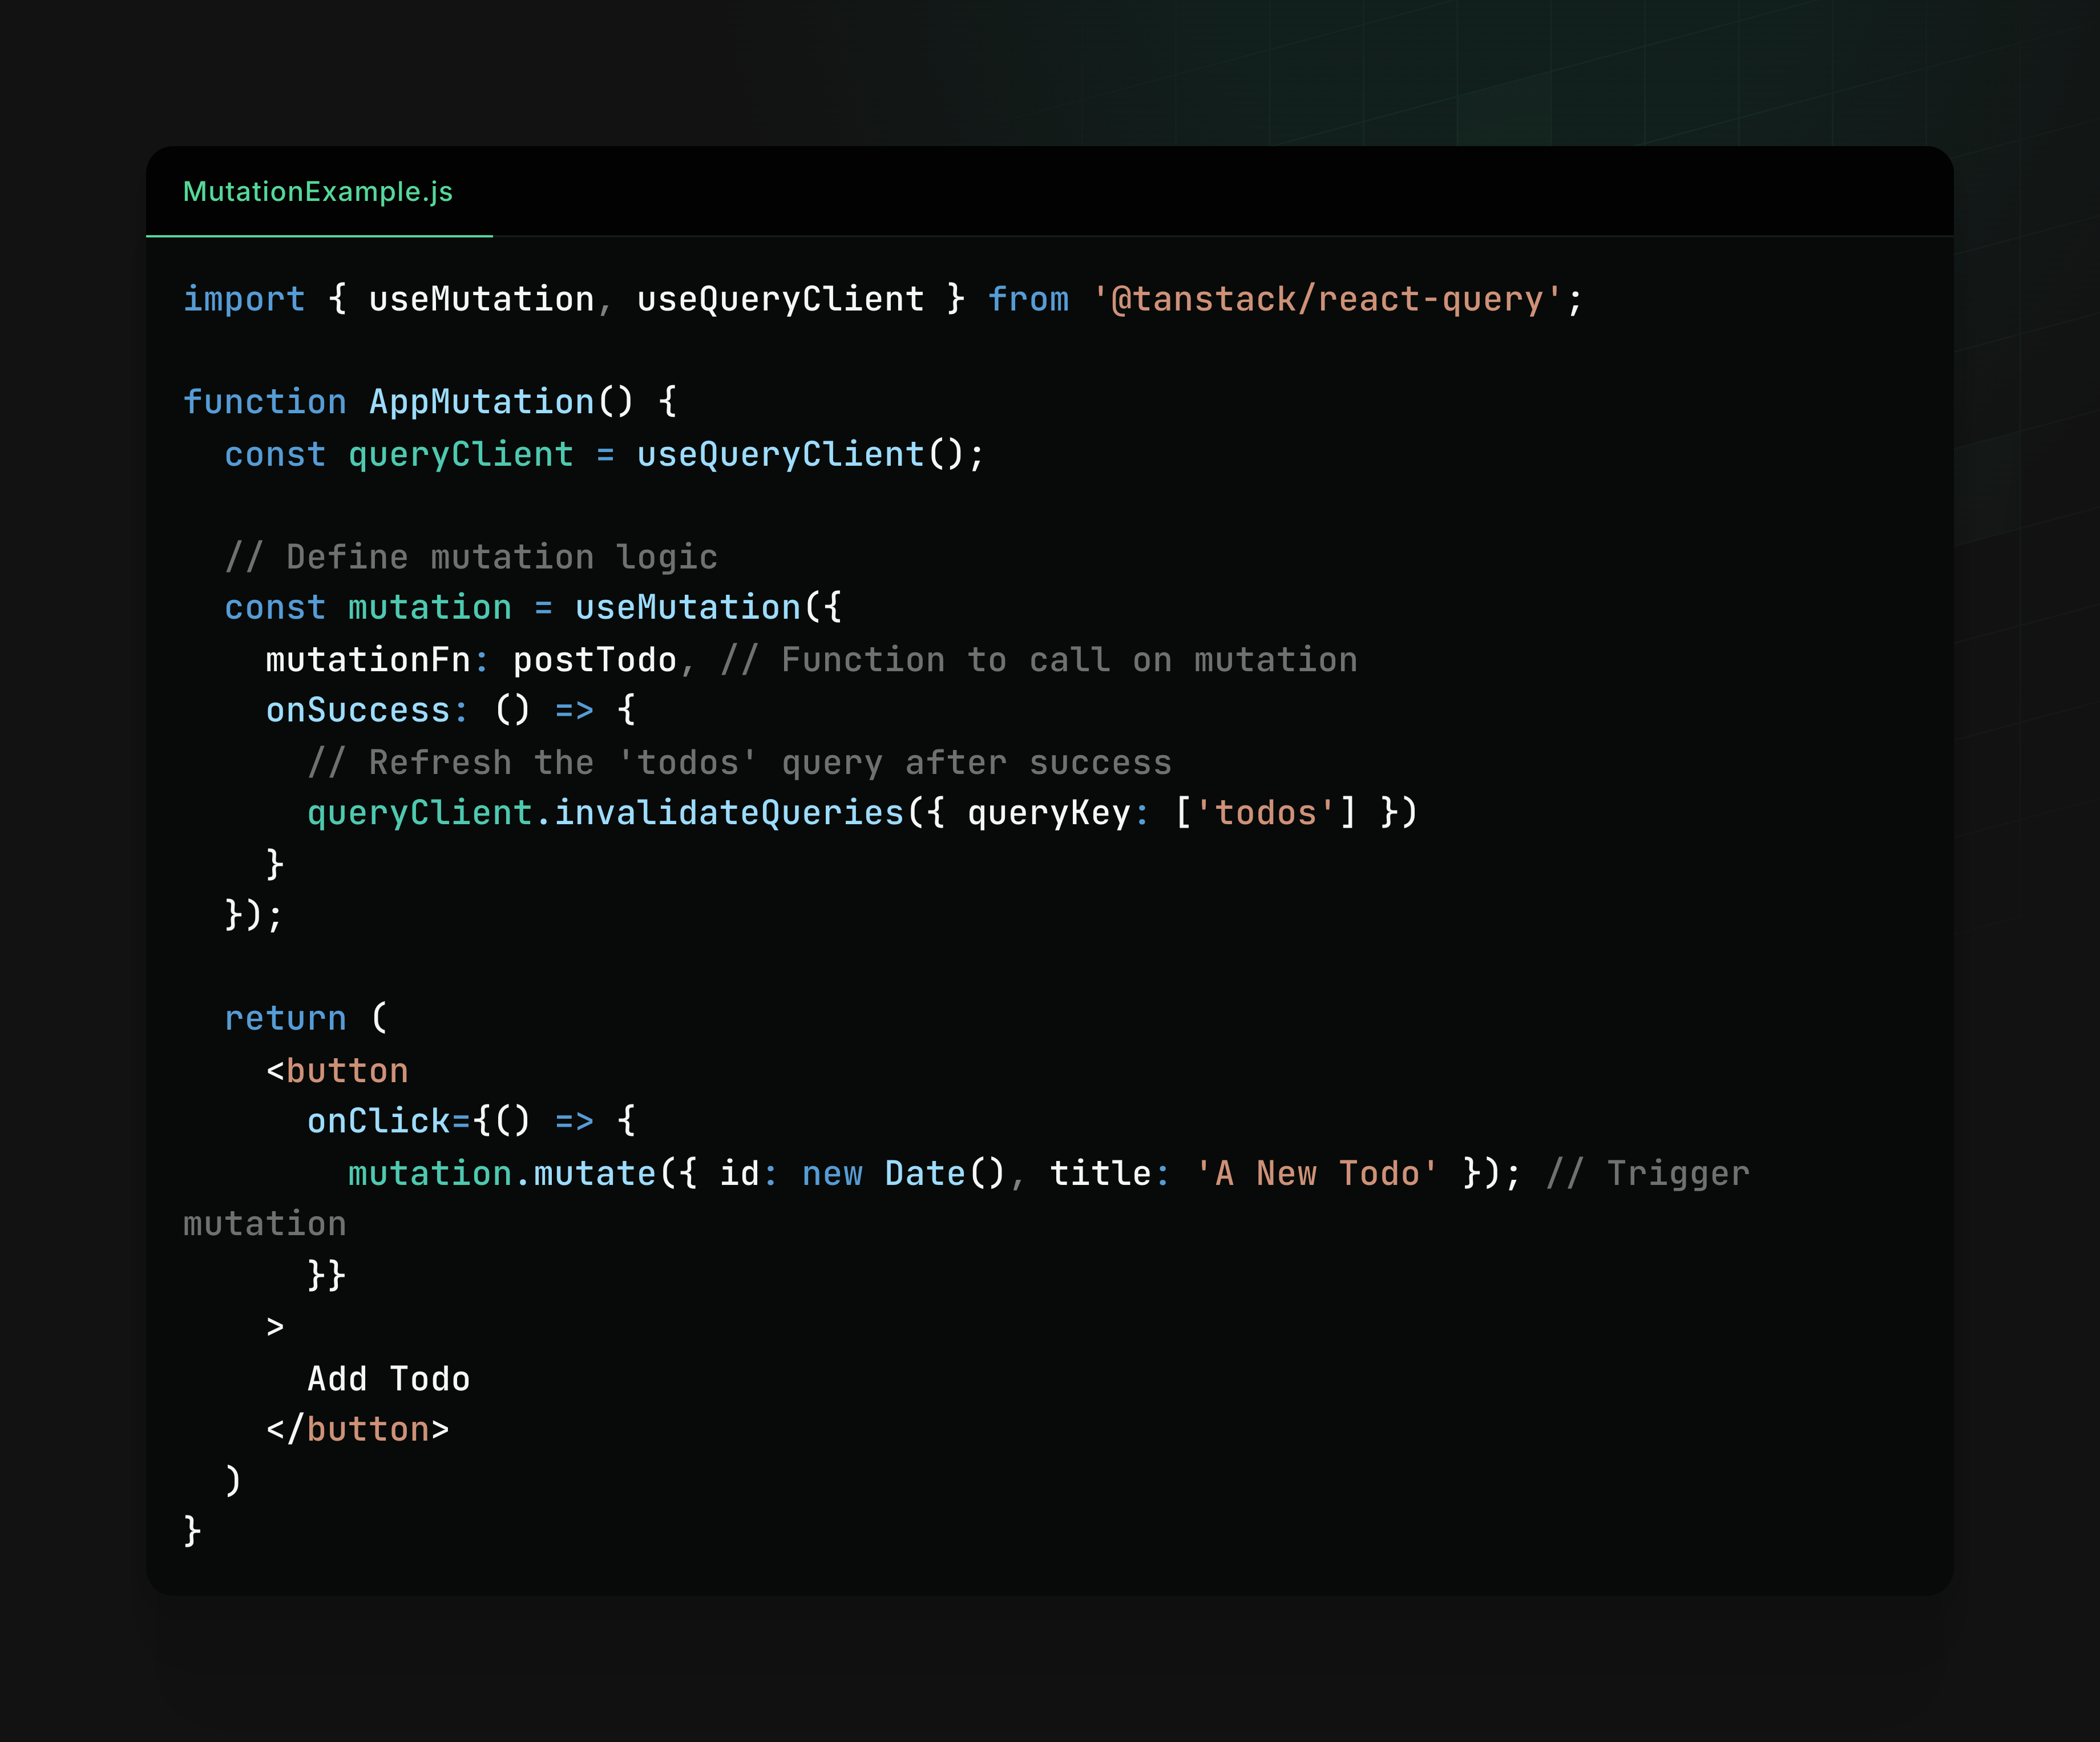 MutationExample.js
import { useMutation, useQueryClient } from '@tanstack/react-query';
function AppMutation() {
  const queryClient = useQueryClient();
  // Define mutation logic
  const mutation = useMutation({
    mutationFn: postTodo, // Function to call on mutation
    onSuccess: () => {
      // Refresh the 'todos' query after success
      queryClient.invalidateQueries({ queryKey: ['todos'] })
    }
  });
  return (
    <button
      onClick={() => {
        mutation.mutate({ id: new Date(), title: 'A New Todo' }); // Trigger
mutation
      }}
    >
      Add Todo
    </button>
  )
}